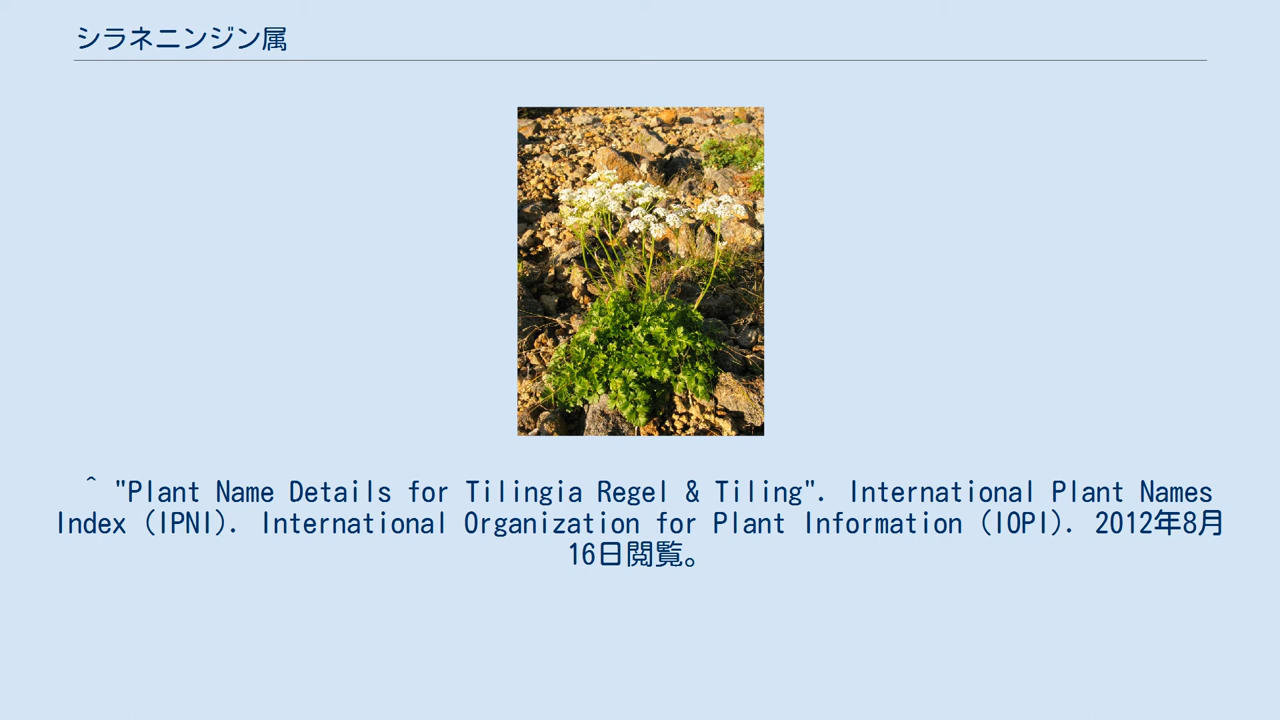 シラネニンジン属
^ "Plant Name Details for Tilingia Regel & Tiling". International Plant Names
Index (IPNI). International Organization for Plant Information (IOPI). 2012年8月
16日閲覧。